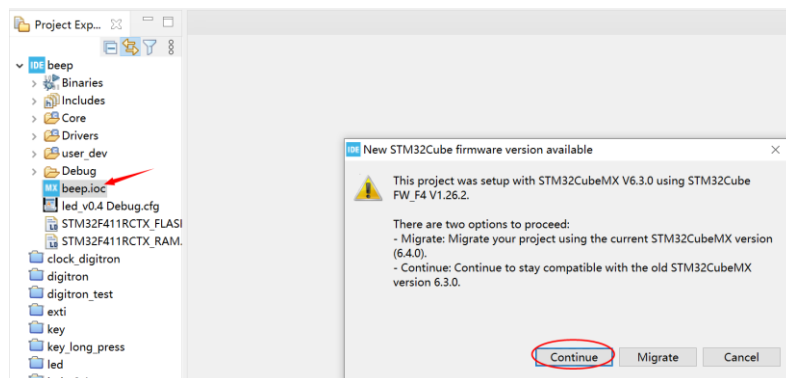 Project Exp...
IDE beep
Binaries
Includes
Core
Drivers
user_dev
Debug
MX beep.ioc
led_v0.4 Debug.cfg
STM32F411RCTX_FLASI
STM32F411RCTX_RAM.
clock_digitron
digitron
digitron_test
exti
key
key_long_press
led
IDE New STM32Cube firmware version available
This project was setup with STM32CubeMX V6.3.0 using STM32Cube
FW_F4 V1.26.2.
There are two options to proceed:
- Migrate: Migrate your project using the current STM32CubeMX version
(6.4.0).
- Continue: Continue to stay compatible with the old STM32CubeMX
version 6.3.0.
Continue Migrate Cancel